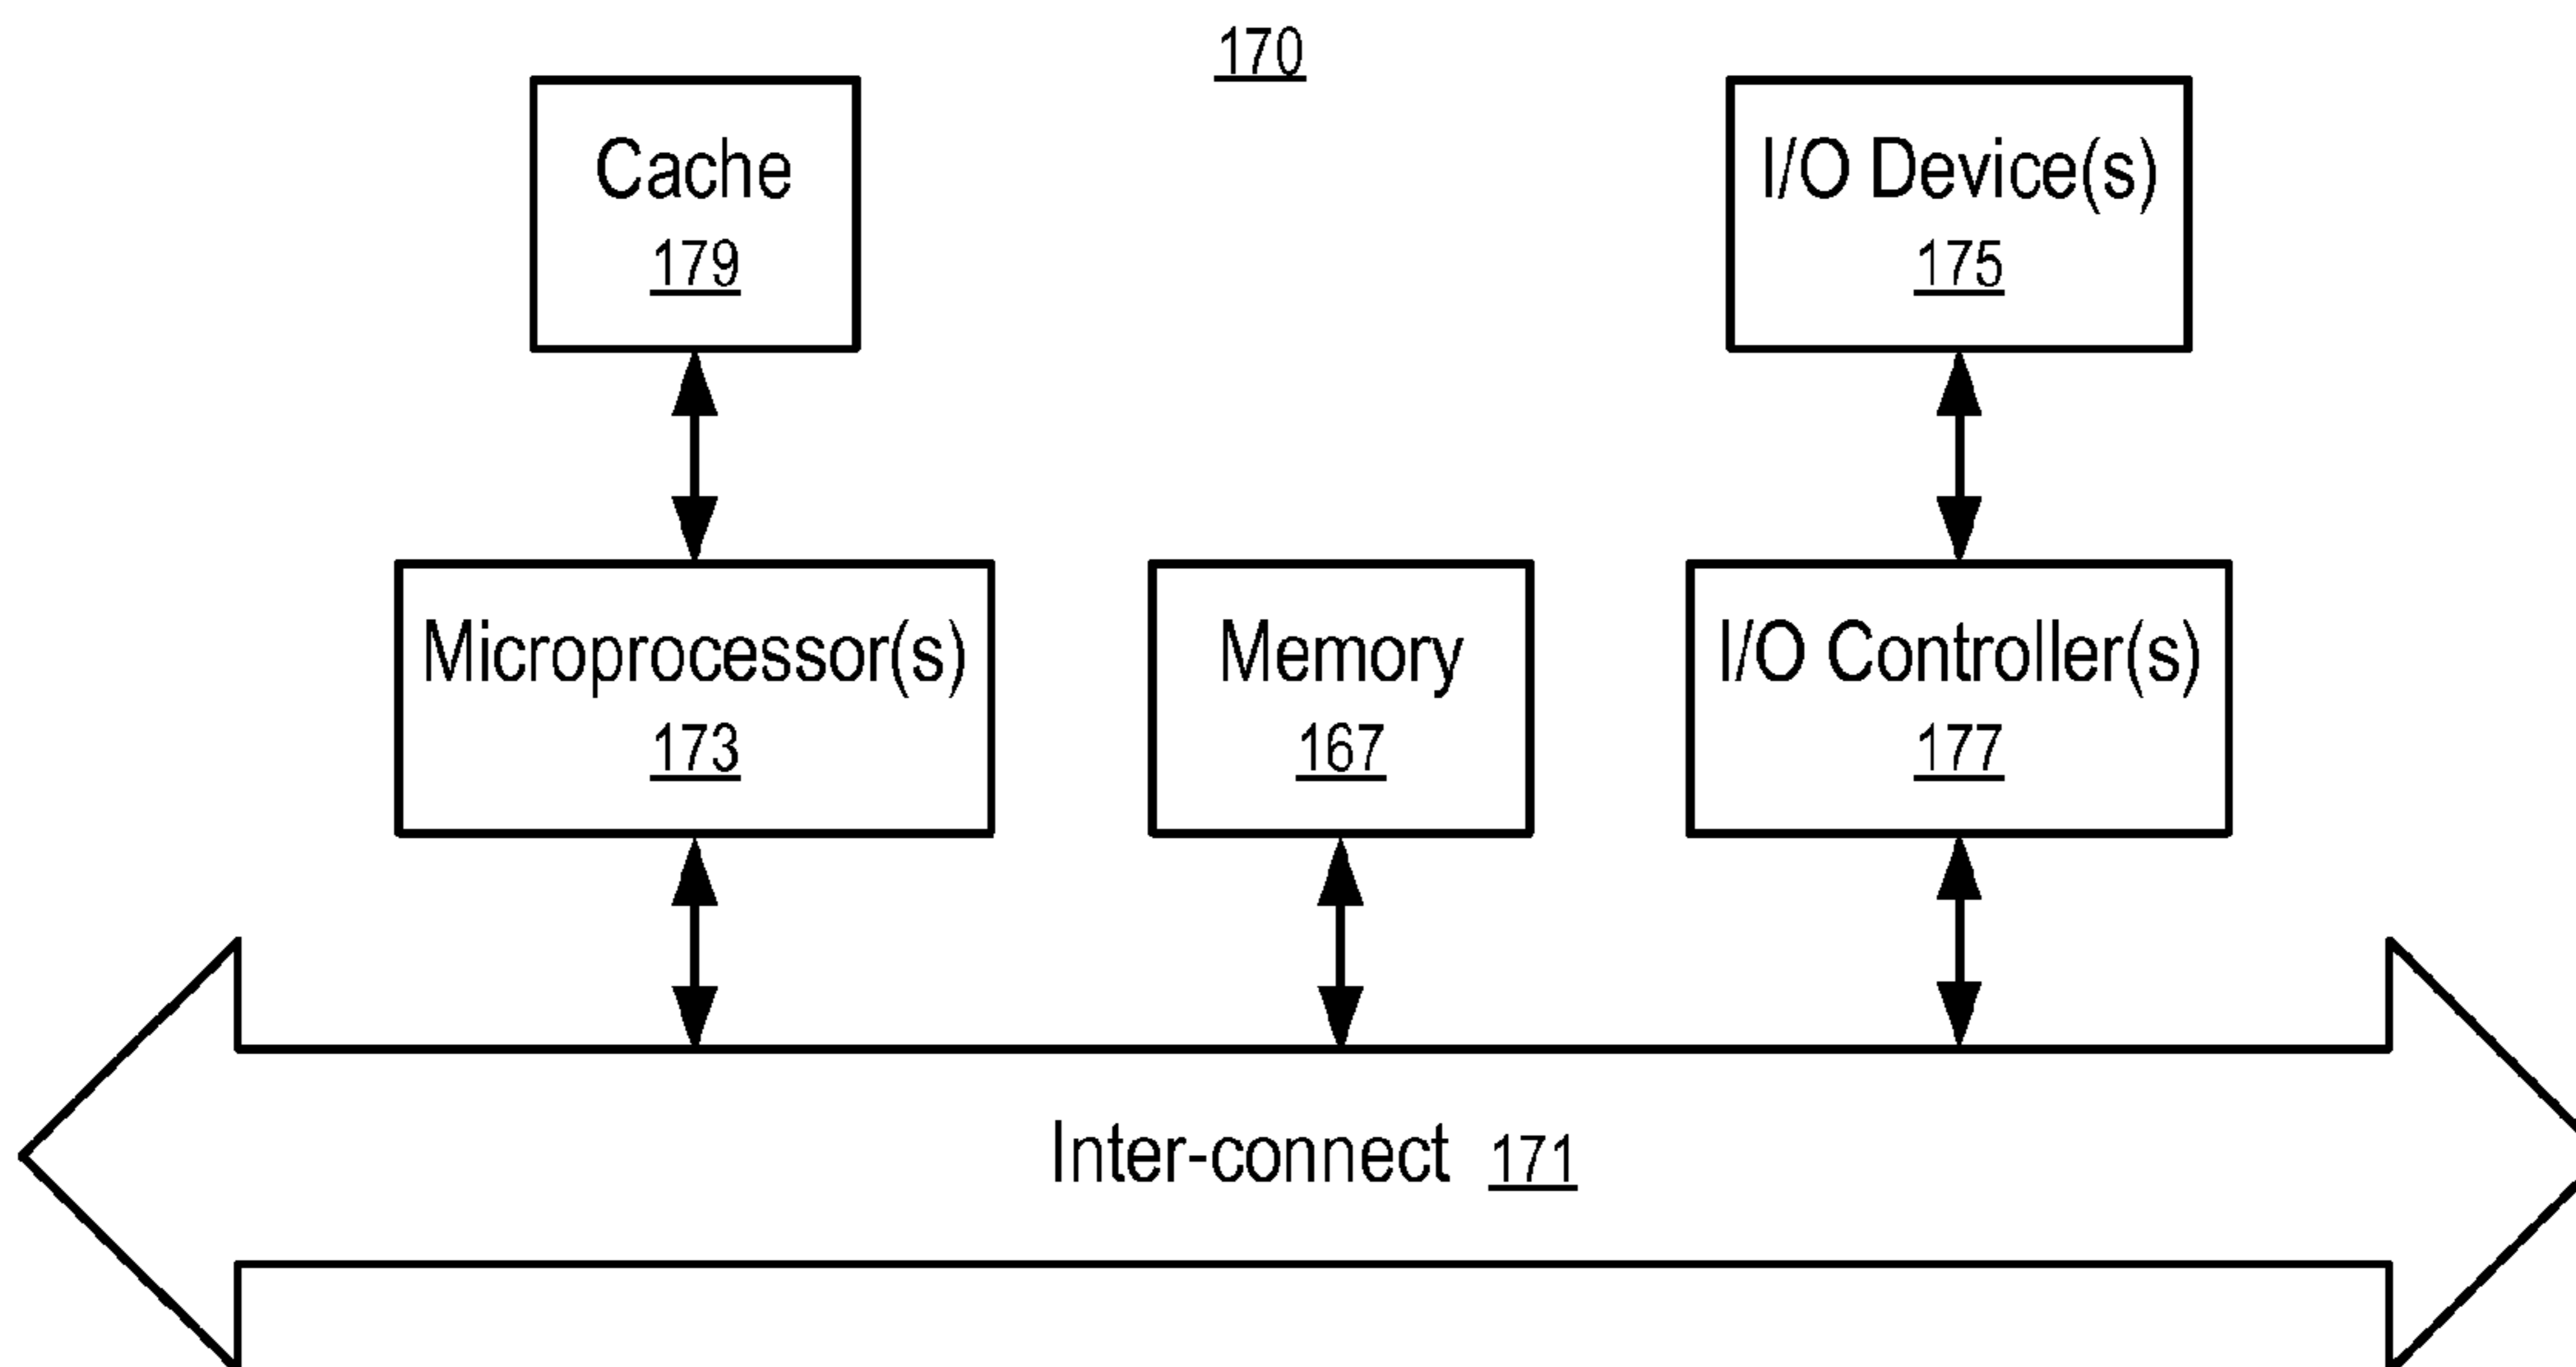 170
Cache
179
I/O Device(s)
175
Microprocessor(s)
173
Memory
167
I/O Controller(s)
177
Inter-connect 171